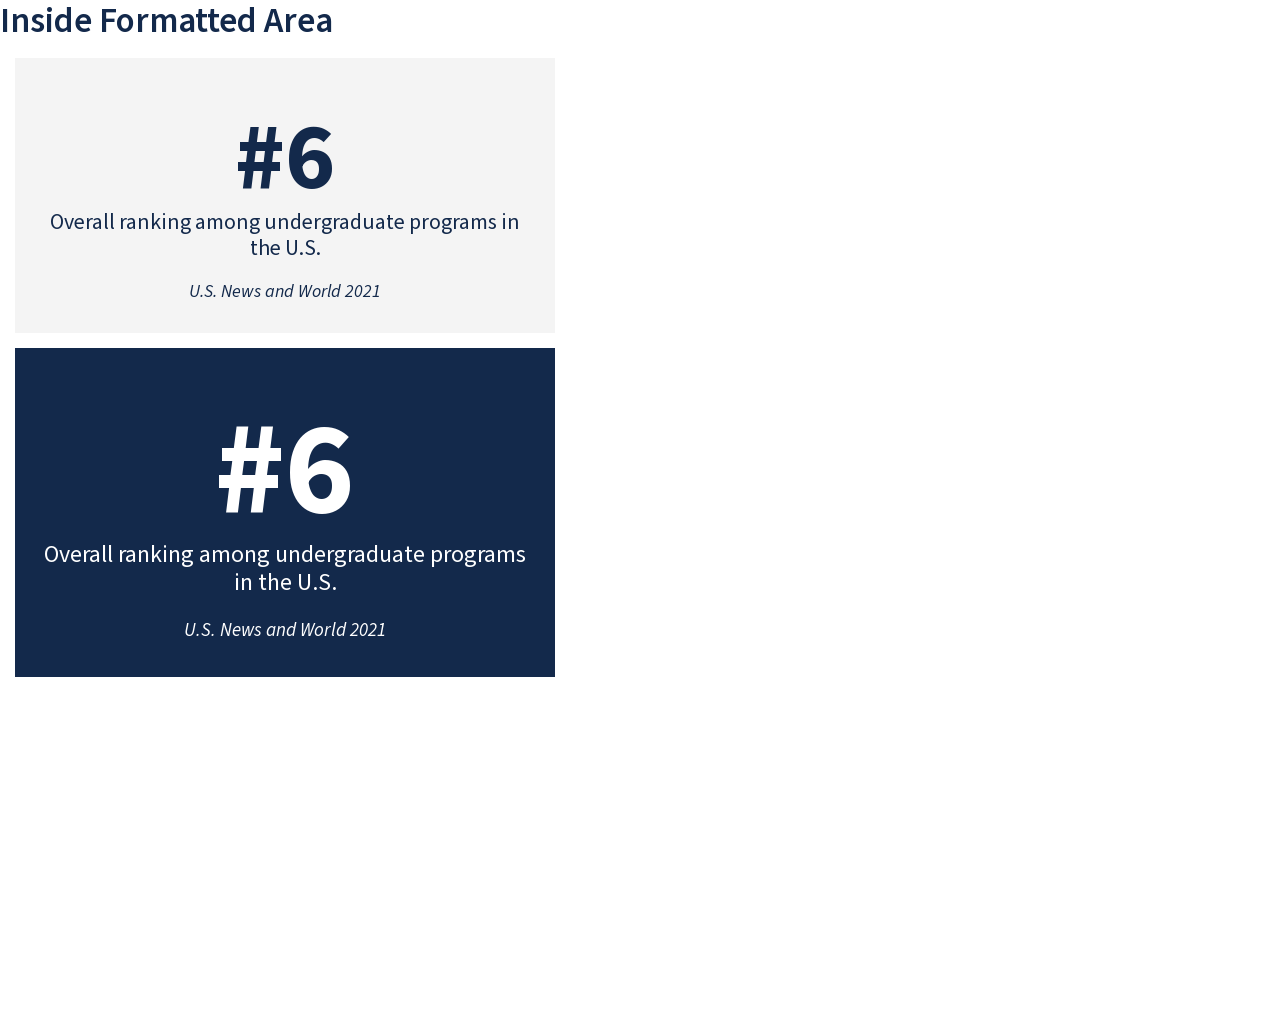 Inside Formatted Area
#6
Overall ranking among undergraduate programs in
the U.S.
U.S. News and World 2021
#6
Overall ranking among undergraduate programs
in the U.S.
U.S. News and World 2021